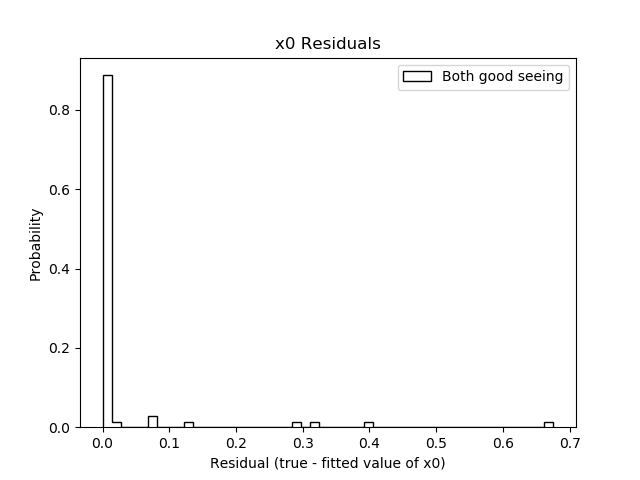 x0 Residuals
Both good seeing
Probability
0.8
0.6
0.4
0.2
0.0
0.0 0.1 0.2 0.3 0.4 0.5 0.6 0.7
Residual (true - fitted value of x0)